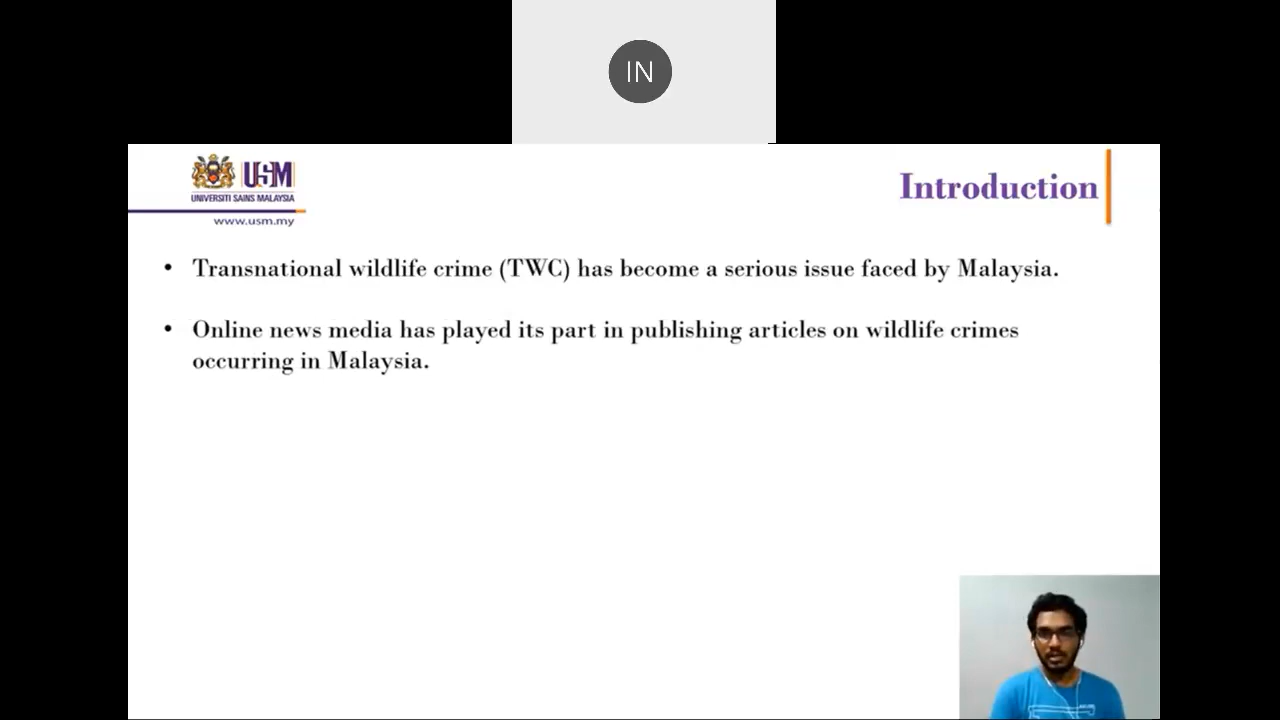 IN
USM
UNIVERSITI SAINS MALAYSIA
www.usm.my
Introduction
• Transnational wildlife crime (TWC) has become a serious issue faced by Malaysia.
• Online news media has played its part in publishing articles on wildlife crimes
occurring in Malaysia.